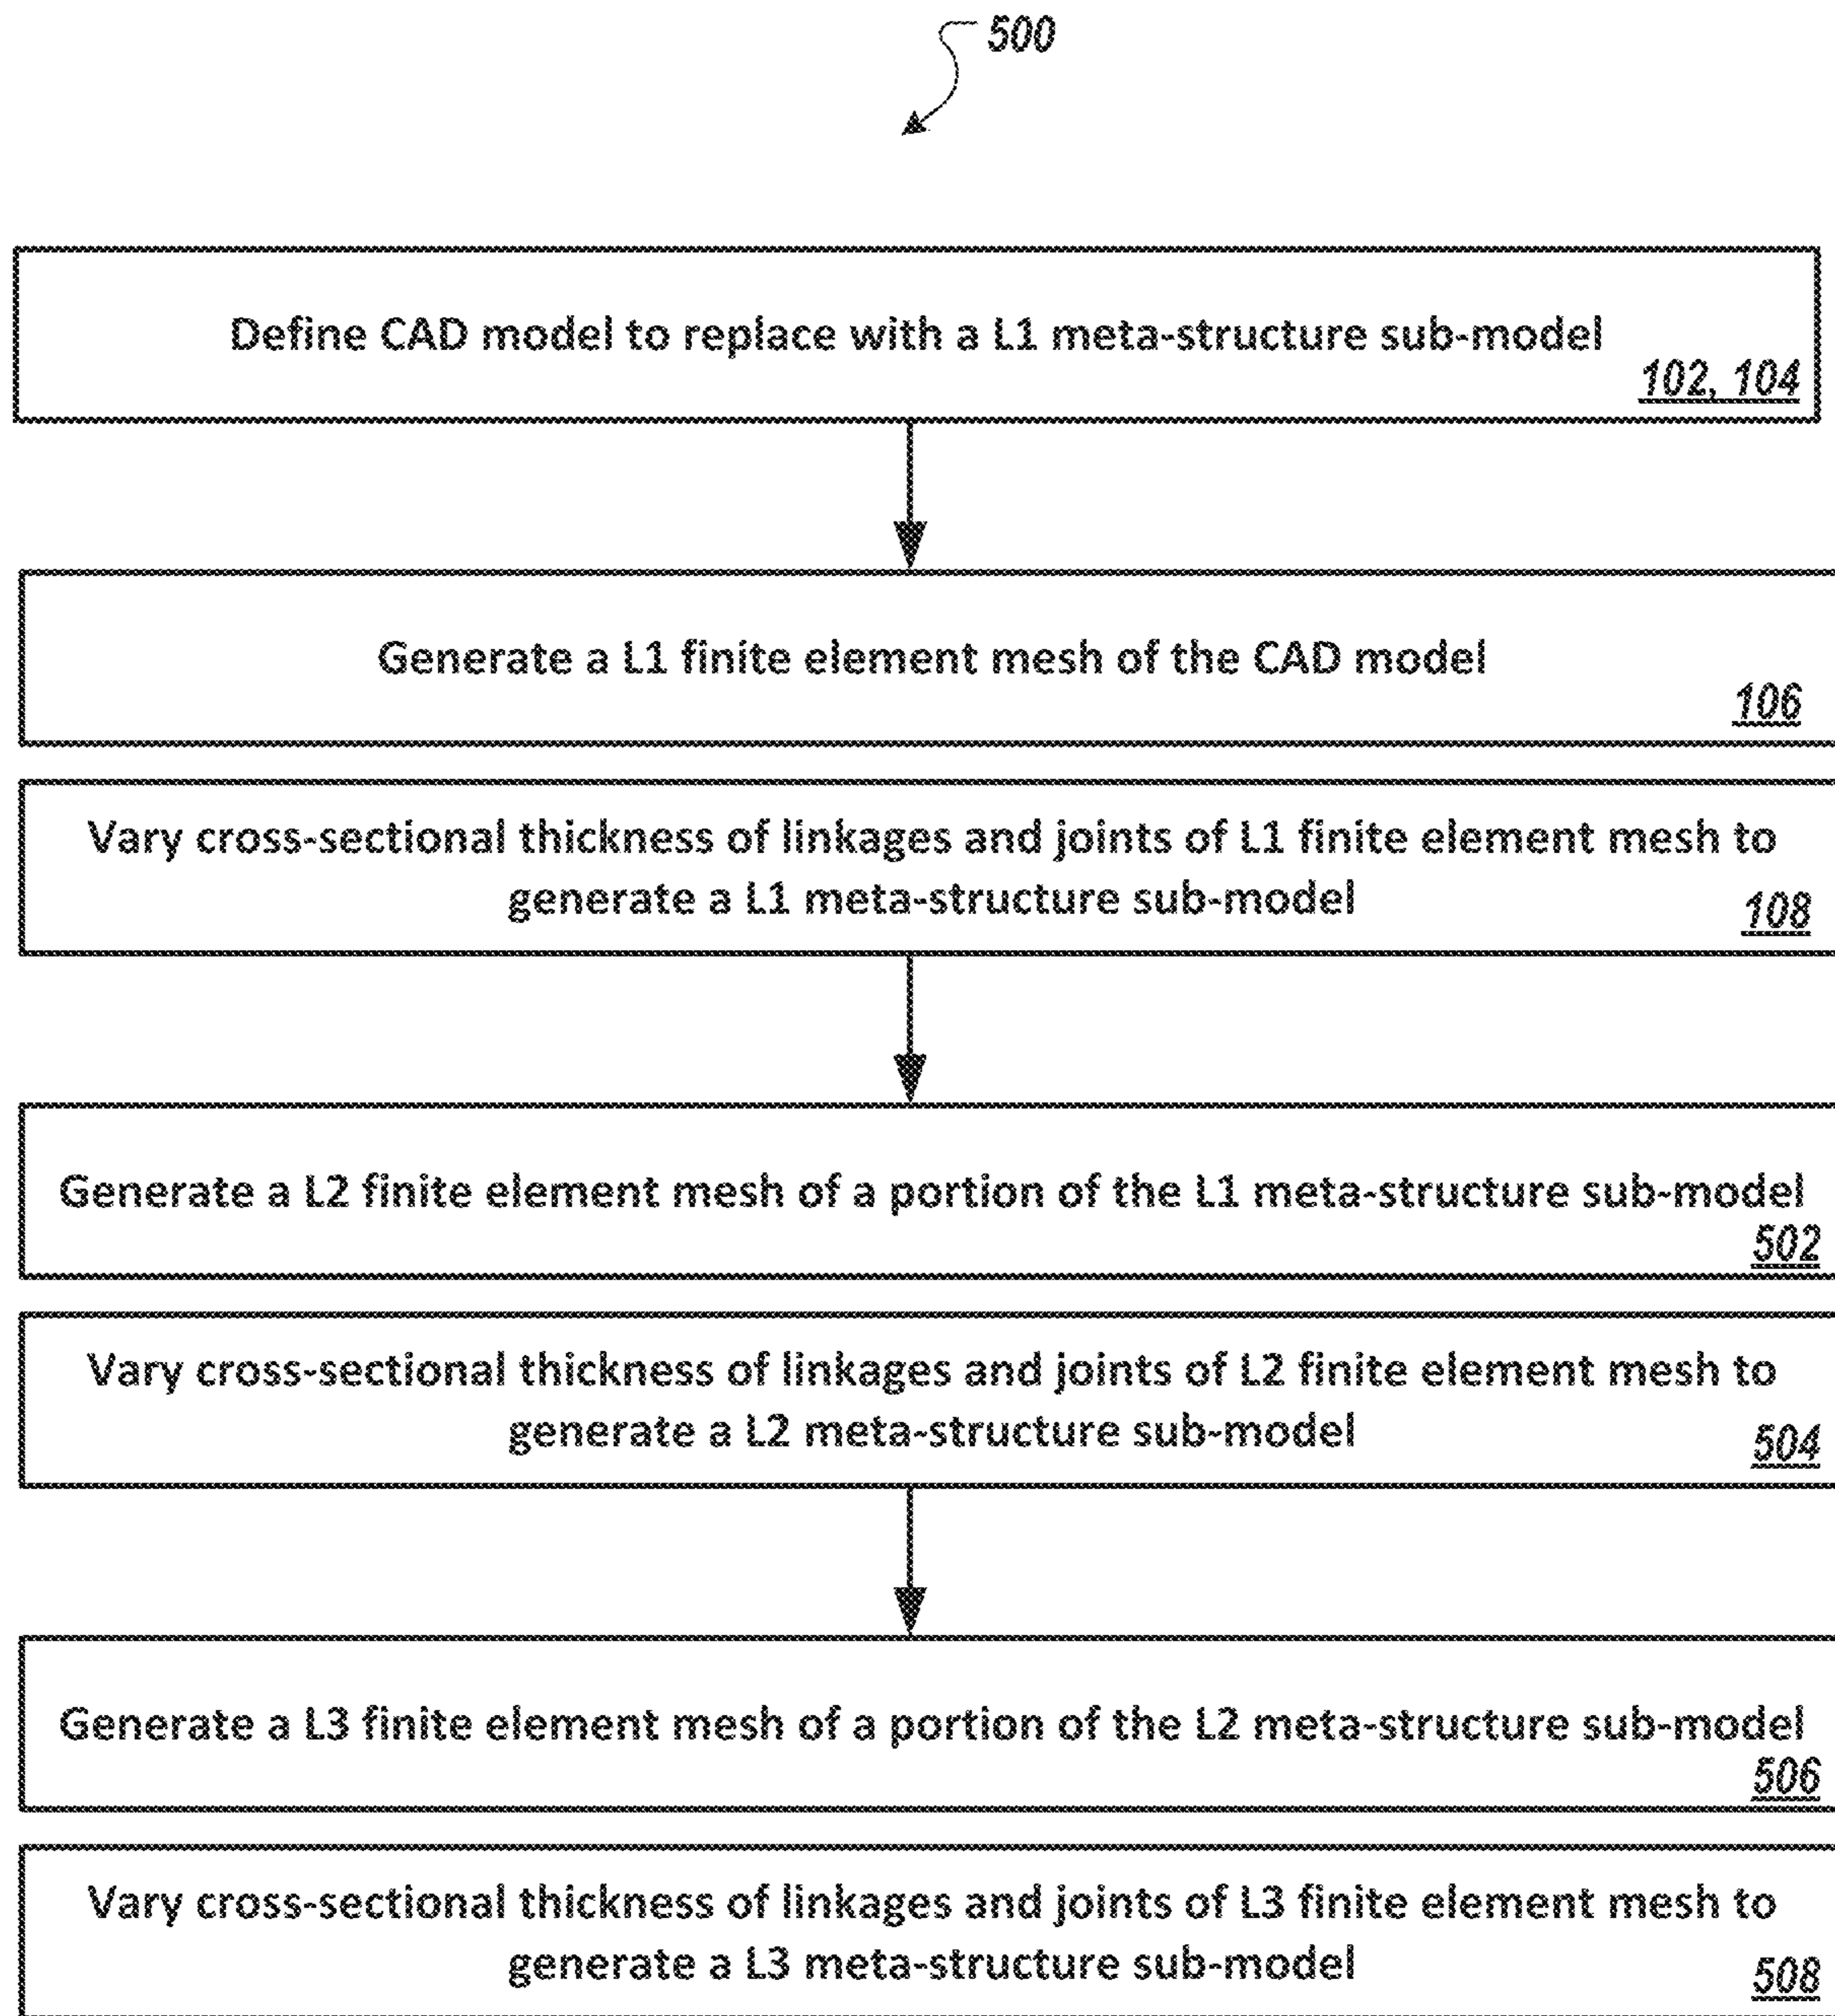 500
Define CAD model to replace with a L1 meta-structure sub-model
102, 104
Generate a L1 finite element mesh of the CAD model
106
Vary cross-sectional thickness of linkages and joints of L1 finite element mesh to
generate a L1 meta-structure sub-model
108
Generate a L2 finite element mesh of a portion of the L1 meta-structure sub-model
502
Vary cross-sectional thickness of linkages and joints of L2 finite element mesh to
generate a L2 meta-structure sub-model
504
Generate a L3 finite element mesh of a portion of the L2 meta-structure sub-model
506
Vary cross-sectional thickness of linkages and joints of L3 finite element mesh to
generate a L3 meta-structure sub-model
508